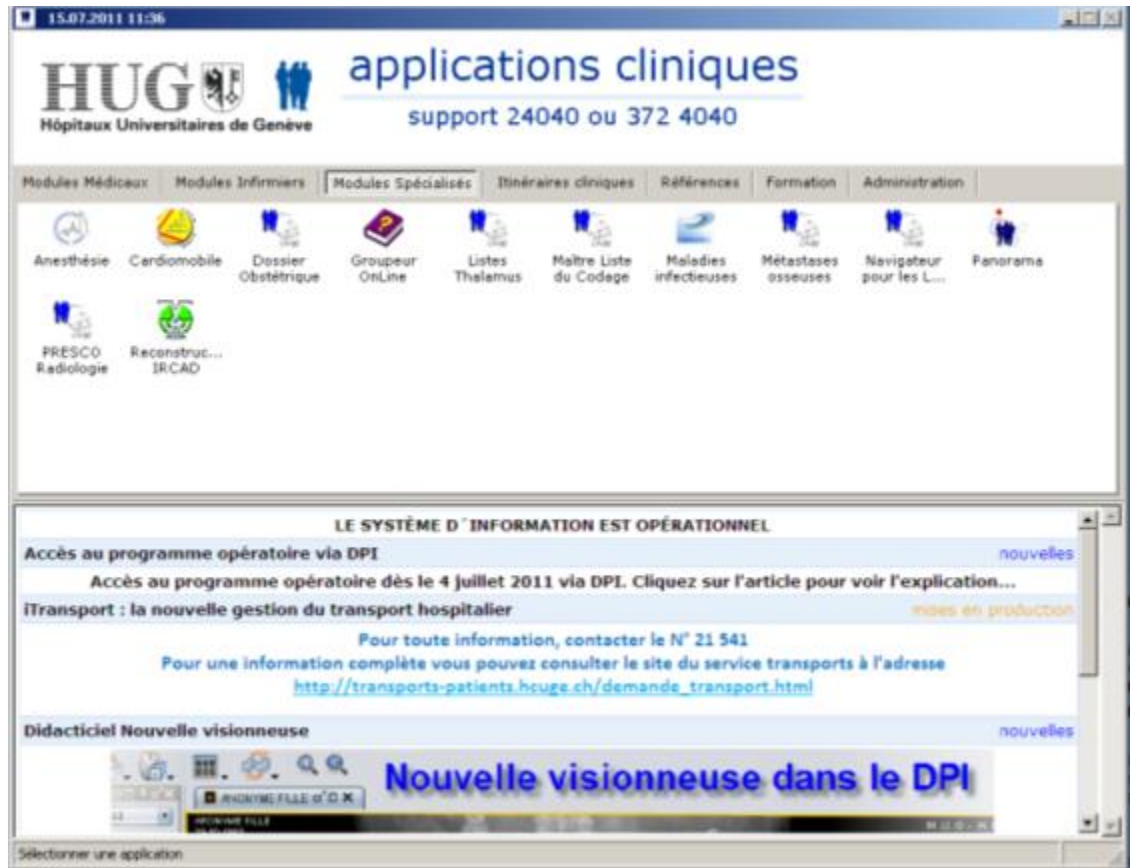 15.07.2011 11:36
HUG
Hôpitaux Universitaires de Genève
applications cliniques
support 24040 ou 372 4040
Modules Médicaux Modules Infirmiers Modules Spécialisés Itinéraires cliniques Références Formation Administration
Anesthésie Cardiomobile Dossier Obstétrique Groupeur OnLine Listes Thalamus Maître Liste du Codage Maladies infectieuses Métastases osseuses Navigateur pour les L... Panorama
PRESCO Radiologie Reconstruc... IRCAD
LE SYSTÈME D´INFORMATION EST OPÉRATIONNEL
Accès au programme opératoire via DPI nouvelles
Accès au programme opératoire dès le 4 juillet 2011 via DPI. Cliquez sur l'article pour voir l'explication...
iTransport : la nouvelle gestion du transport hospitalier mises en production
Pour toute information, contacter le N° 21 541
Pour une information complète vous pouvez consulter le site du service transports à l'adresse
http://transports-patients.hcuge.ch/demande_transport.html
Didacticiel Nouvelle visionneuse nouvelles
Nouvelle visionneuse dans le DPI
ANONYME FILLE
ANONYME FILLE
Sélectionner une application